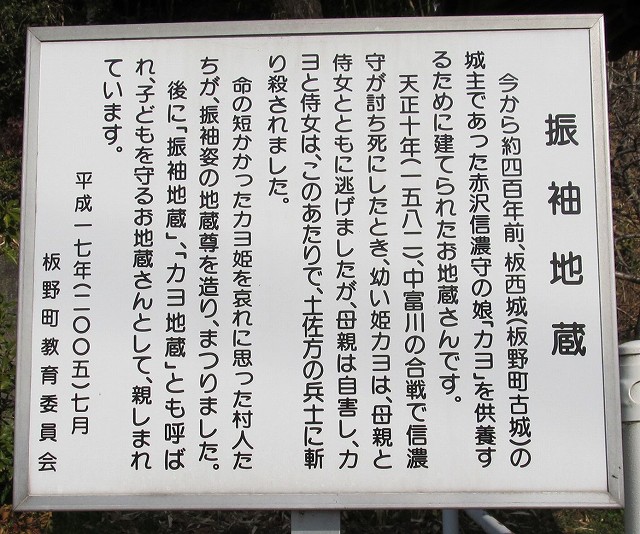 振袖地蔵
今から約四百年前、板西城（板野町古城）の
城主であった赤沢信濃守の娘「カヨ」を供養す
るために建てられたお地蔵さんです。
天正十年（一五八二）、中富川の合戦で信濃
守が討ち死にしたとき、幼い姫カヨは、母親と
侍女とともに逃げましたが、母親は自害し、カ
ヨと侍女は、このあたりで、土佐方の兵士に斬
り殺されました。
命の短かかったカヨ姫を哀れに思った村人た
ちが、振袖姿の地蔵尊を造り、まつりました。
後に「振袖地蔵」、「カヨ地蔵」とも呼ば
れ、子どもを守るお地蔵さんとして、親しまれ
ています。
平成一七年（二〇〇五）七月
板野町教育委員会